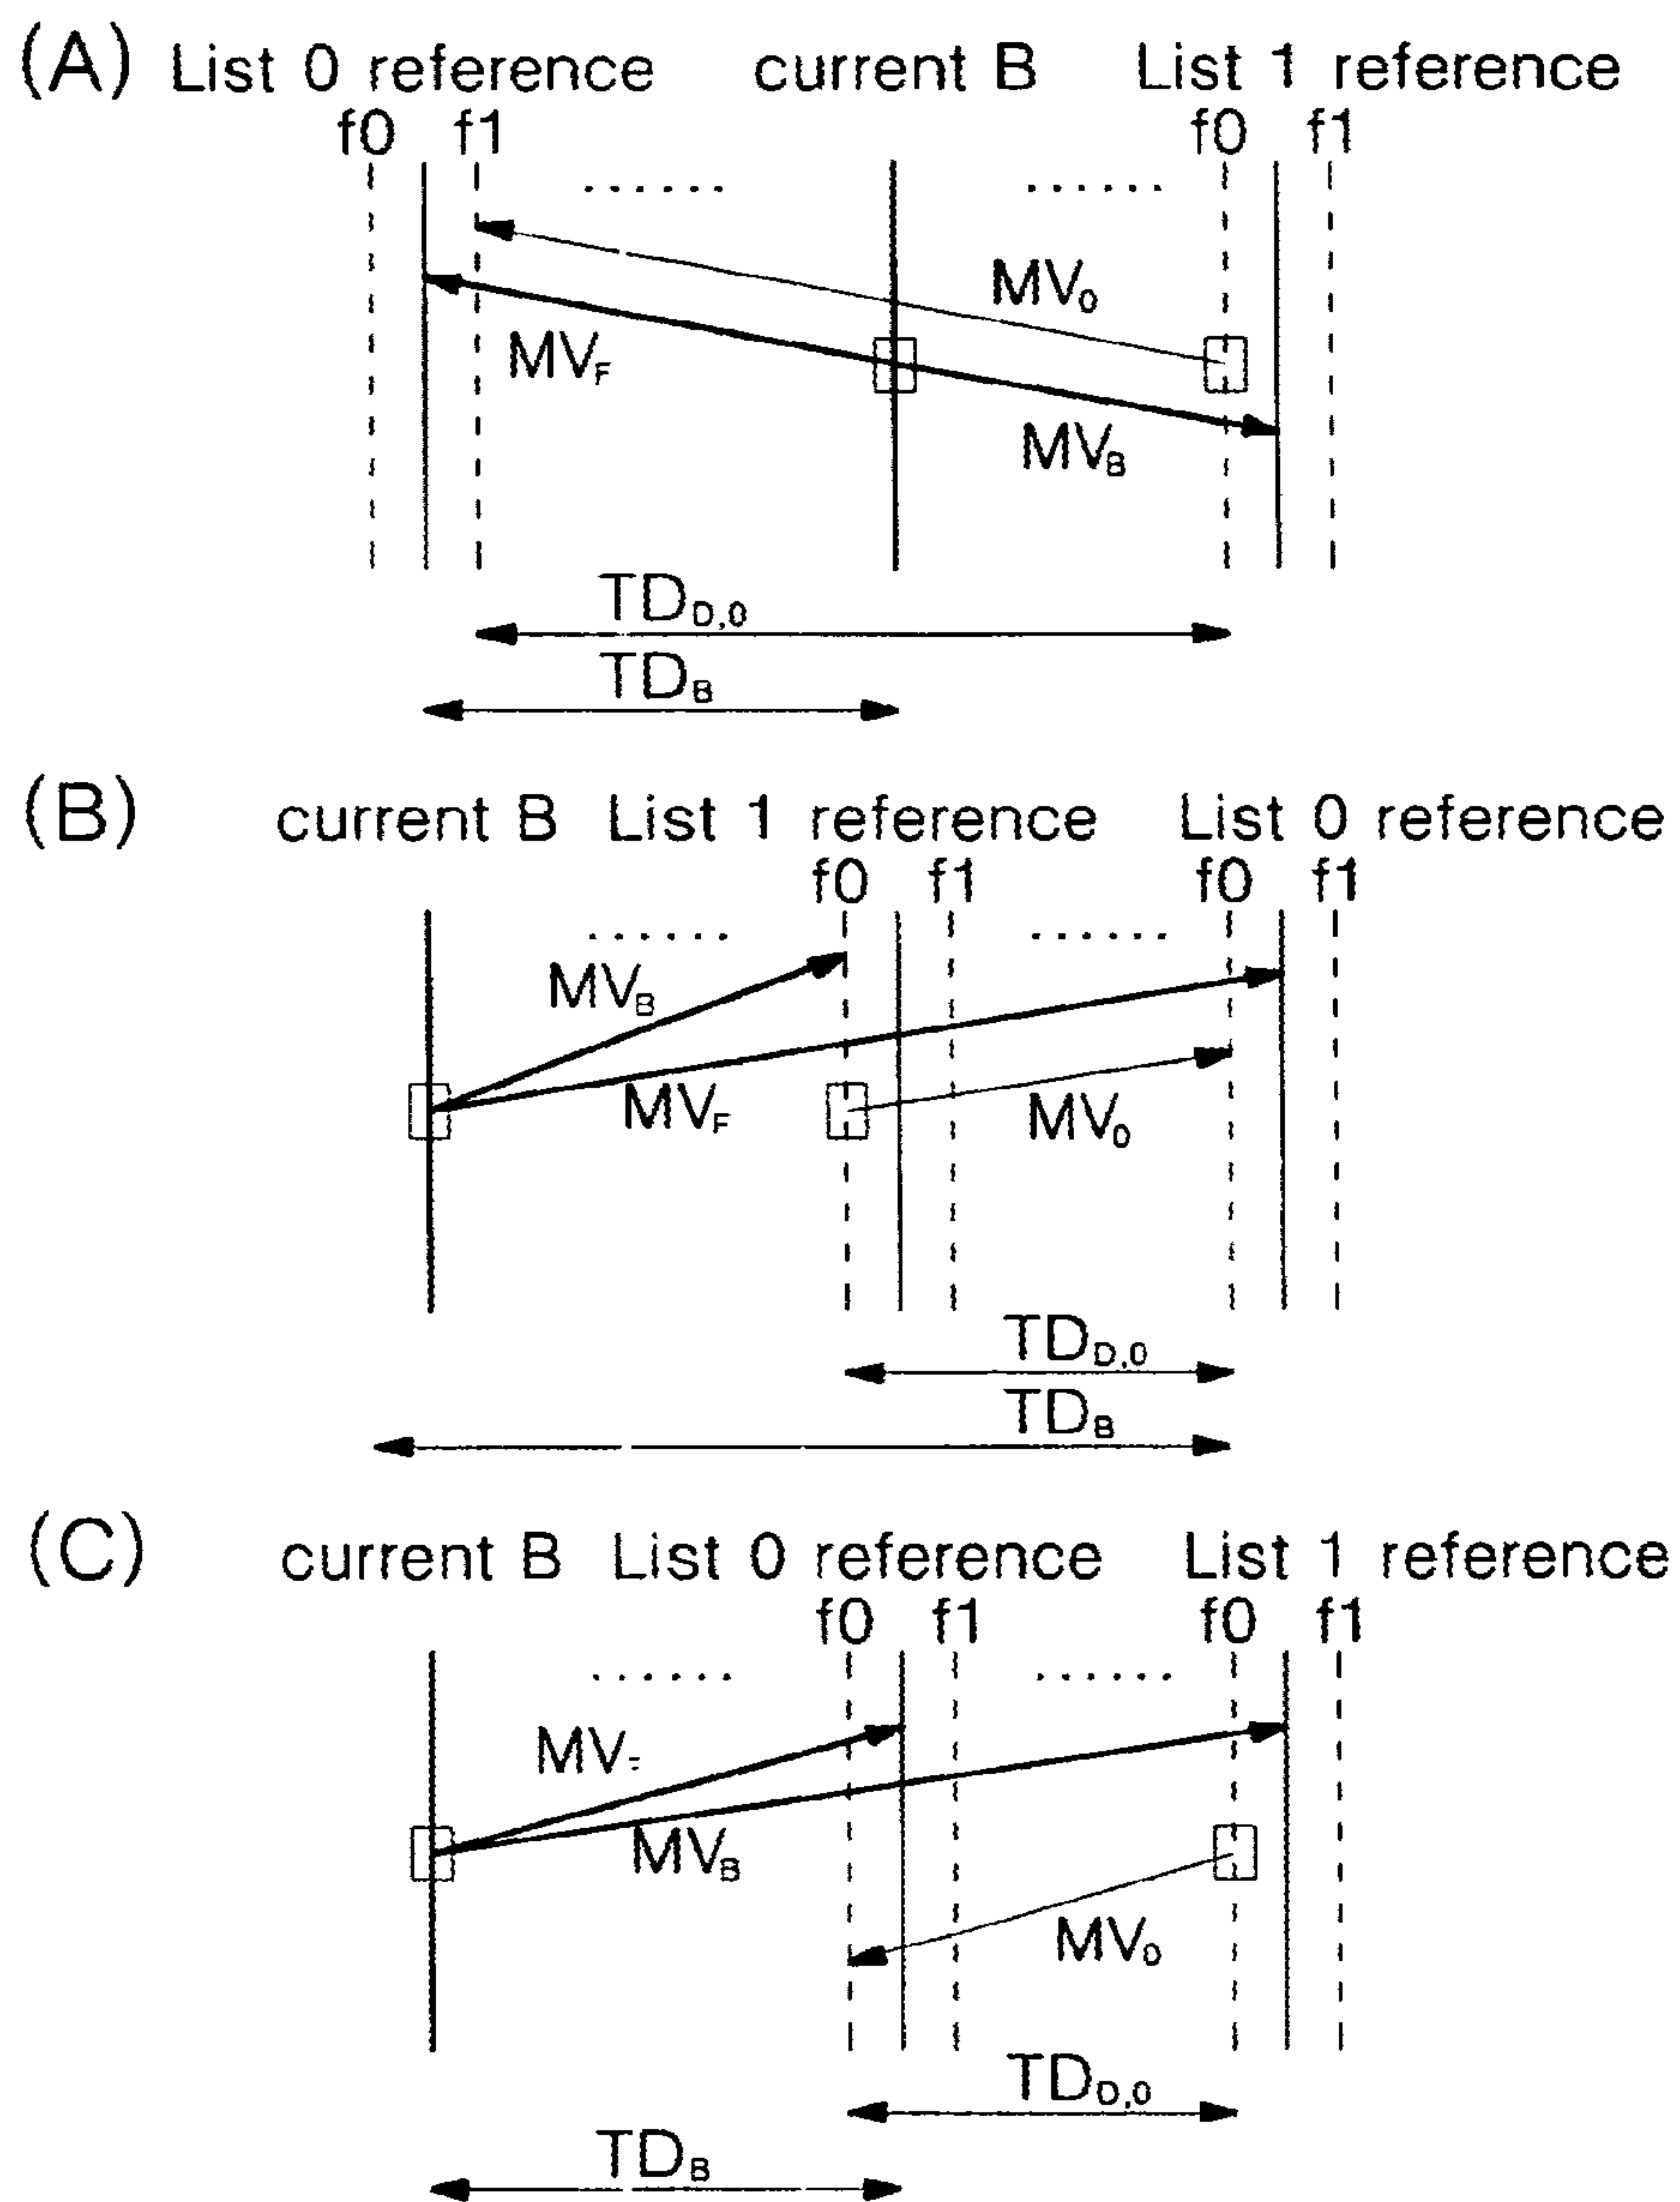 (A) List 0 reference current B List 1 reference
f0 f1 f0 f1
......  ......
MV0
MVF
MVB
TDD,0
TDB
(B) current B List 1 reference List 0 reference
f0 f1 f0 f1
......  ......
MVB
MVF MV0
TDD,0
TDB
(C) current B List 0 reference List 1 reference
f0 f1 f0 f1
......  ......
MV
MVB
MV0
TDD,0
TDB